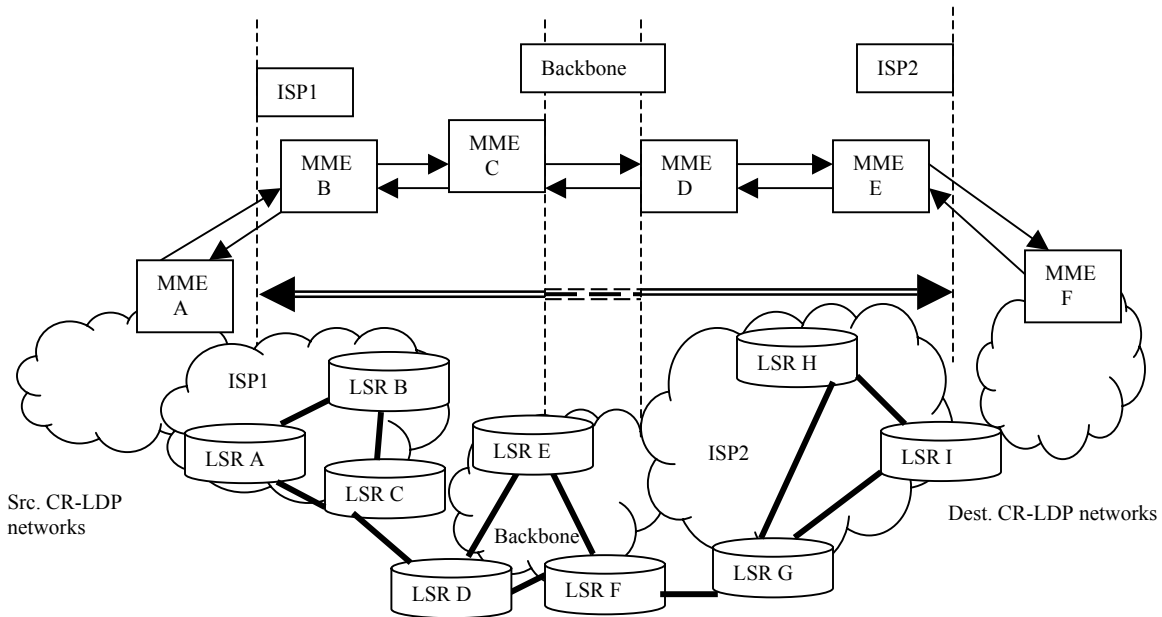 Backbone
ISP2
ISP1
MME
C
MME
B
MME
D
MME
E
MME
A
MME
F
ISP1
LSR B
LSR H
LSR A
LSR E
ISP2
LSR I
LSR C
Src. CR-LDP
networks
Dest. CR-LDP networks
Backbone
LSR D
LSR F
LSR G